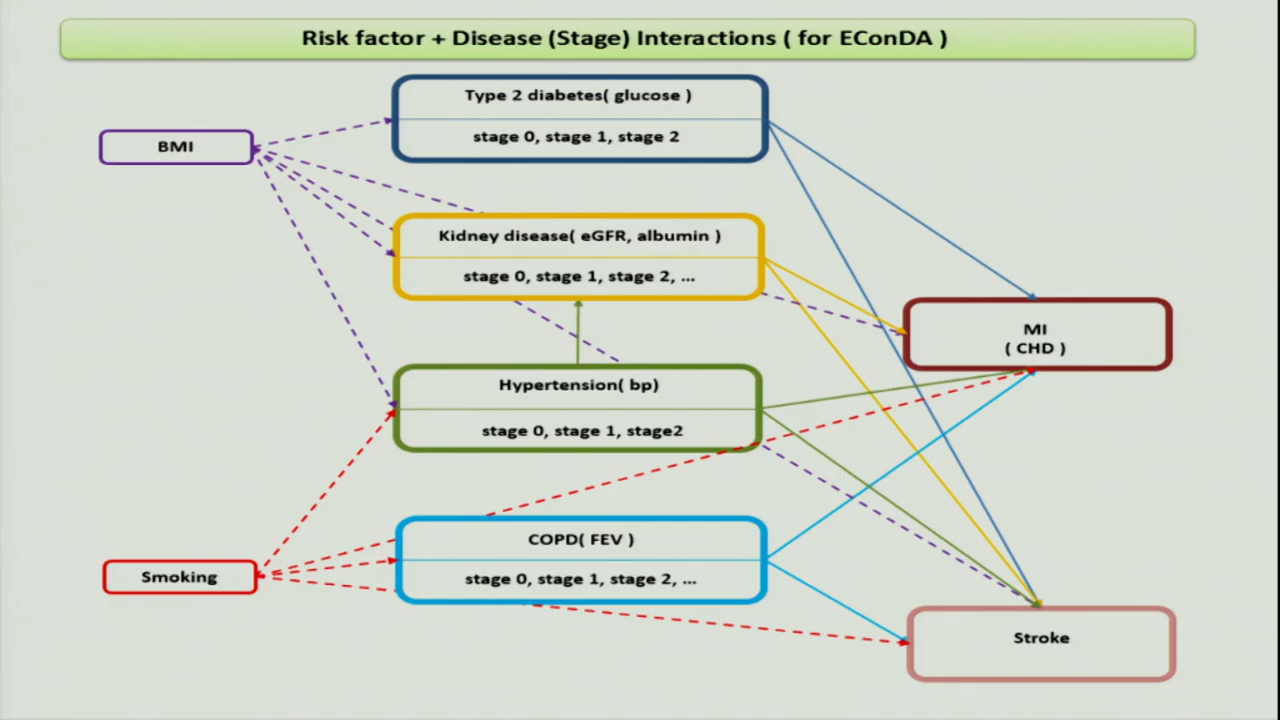 Risk factor + Disease (Stage) Interactions ( for EConDA )
Type 2 diabetes( glucose )
stage 0, stage 1, stage 2
BMI
Kidney disease( eGFR, albumin )
stage 0, stage 1, stage 2, ...
MI
( CHD )
Hypertension( bp)
stage 0, stage 1, stage2
COPD( FEV )
stage 0, stage 1, stage 2, ...
Smoking
Stroke